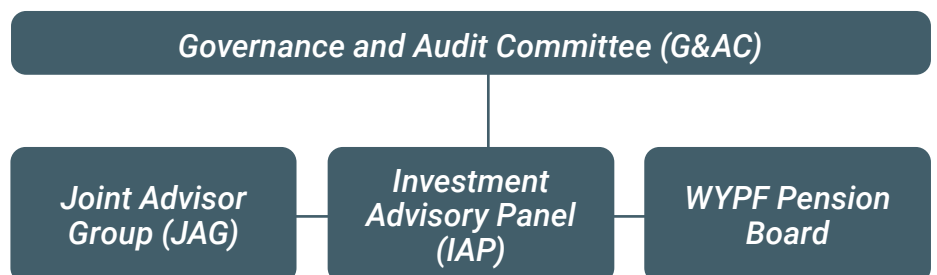 Governance and Audit Committee (G&AC)
Joint Advisor
Group (JAG)
Investment
Advisory Panel
(IAP)
WYPF Pension
Board